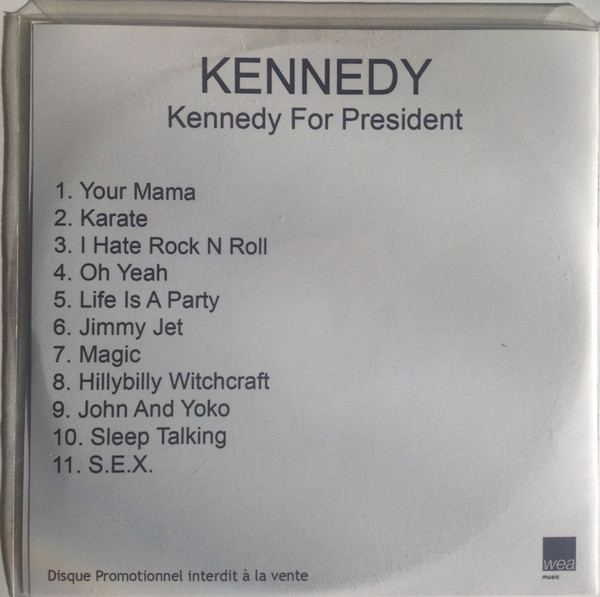 KENNEDY
Kennedy For President
1. Your Mama
2. Karate
3. I Hate Rock N Roll
4. Oh Yeah
5. Life Is A Party
6. Jimmy Jet
7. Magic
8. Hillybilly Witchcraft
9. John And Yoko
10. Sleep Talking
11. S.E.X.
wea
music
Disque Promotionnel interdit à la vente